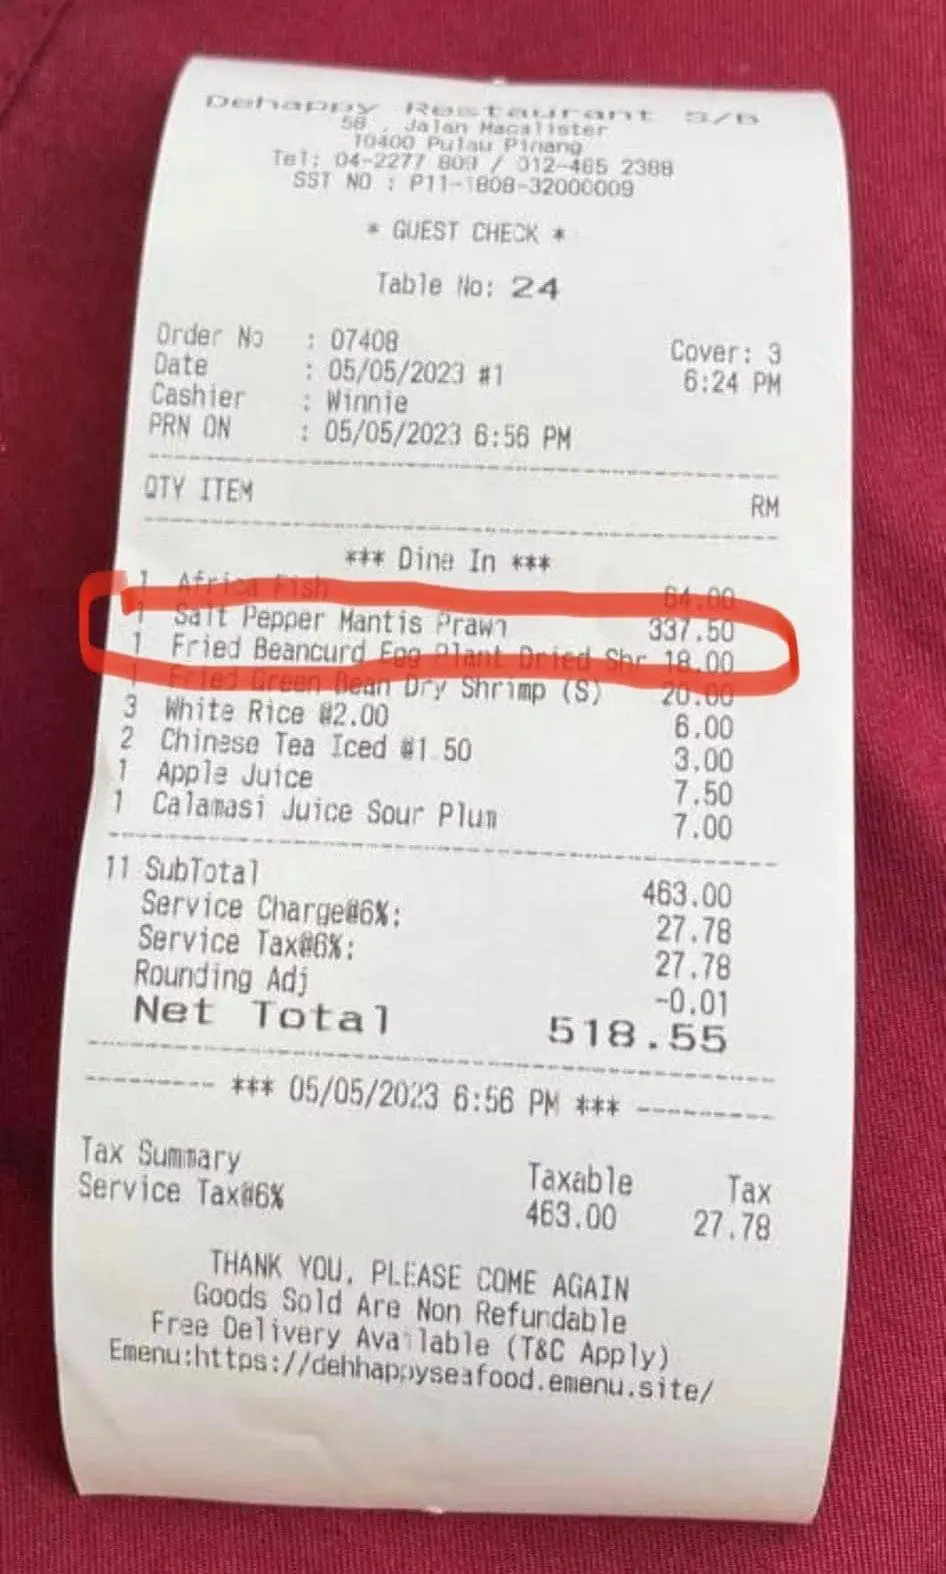 Dehappy Restaurant S/B
58 , Jalan Macalister
10400 Pulau Pinang
Tel: 04-2277 809 / 012-465 2388
SST NO : P11-1808-32000009
* GUEST CHECK *
Table No: 24
Order No : 07408 Cover: 3
Date : 05/05/2023 #1 6:24 PM
Cashier : Winnie
PRN ON : 05/05/2023 6:56 PM
QTY ITEM RM
*** Dine In ***
1 Africa Fish 64.00
1 Salt Pepper Mantis Prawn 337.50
1 Fried Beancurd Egg Plant Dried Shr 18.00
1 Fried Green Bean Dry Shrimp (S) 20.00
3 White Rice @2.00 6.00
2 Chinese Tea Iced @1.50 3.00
1 Apple Juice 7.50
1 Calamasi Juice Sour Plum 7.00
11 SubTotal 463.00
Service Charge@6%: 27.78
Service Tax@6%: 27.78
Rounding Adj -0.01
Net Total 518.55
*** 05/05/2023 6:56 PM ***
Tax Summary Taxable Tax
Service Tax@6% 463.00 27.78
THANK YOU, PLEASE COME AGAIN
Goods Sold Are Non Refundable
Free Delivery Available (T&C Apply)
Emenu:https://dehhappyseafood.emenu.site/